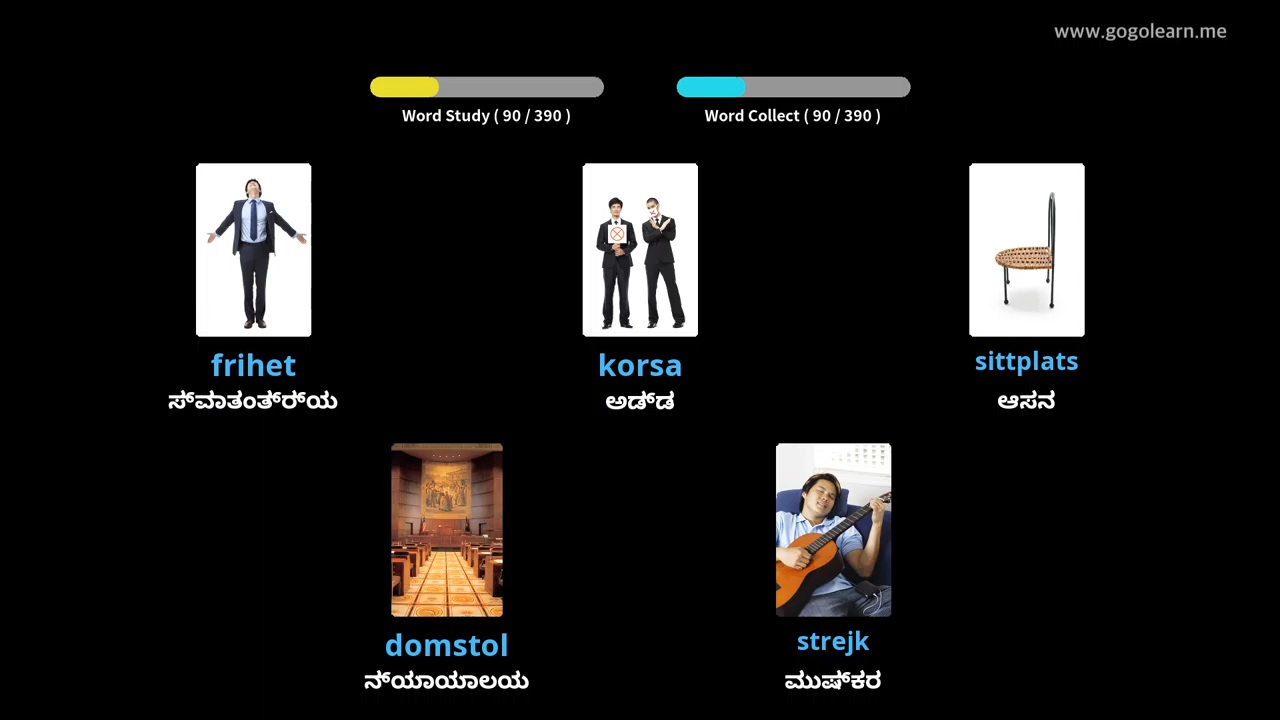 www.gogolearn.me
Word Study ( 90 / 390 )
Word Collect ( 90 / 390 )
frihet
ಸ್ವಾತಂತ್ರ್ಯ
korsa
ಅಡ್ಡ
sittplats
ಆಸನ
domstol
ನ್ಯಾಯಾಲಯ
strejk
ಮುಷ್ಕರ